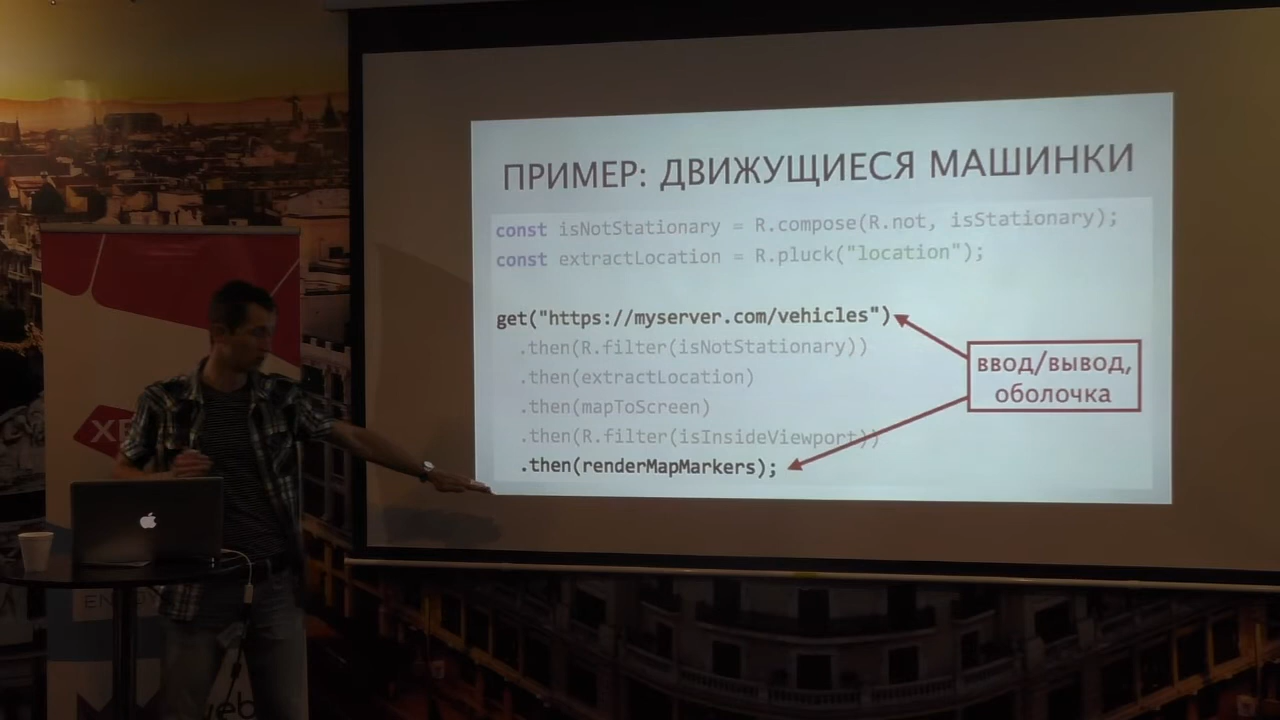 ПРИМЕР: ДВИЖУЩИЕСЯ МАШИНКИ
const isNotStationary = R.compose(R.not, isStationary);
const extractLocation = R.pluck("location");
get("https://myserver.com/vehicles")
.then(R.filter(isNotStationary))
.then(extractLocation)
.then(mapToScreen)
.then(R.filter(isInsideViewport))
.then(renderMapMarkers);
ввод/вывод,
оболочка